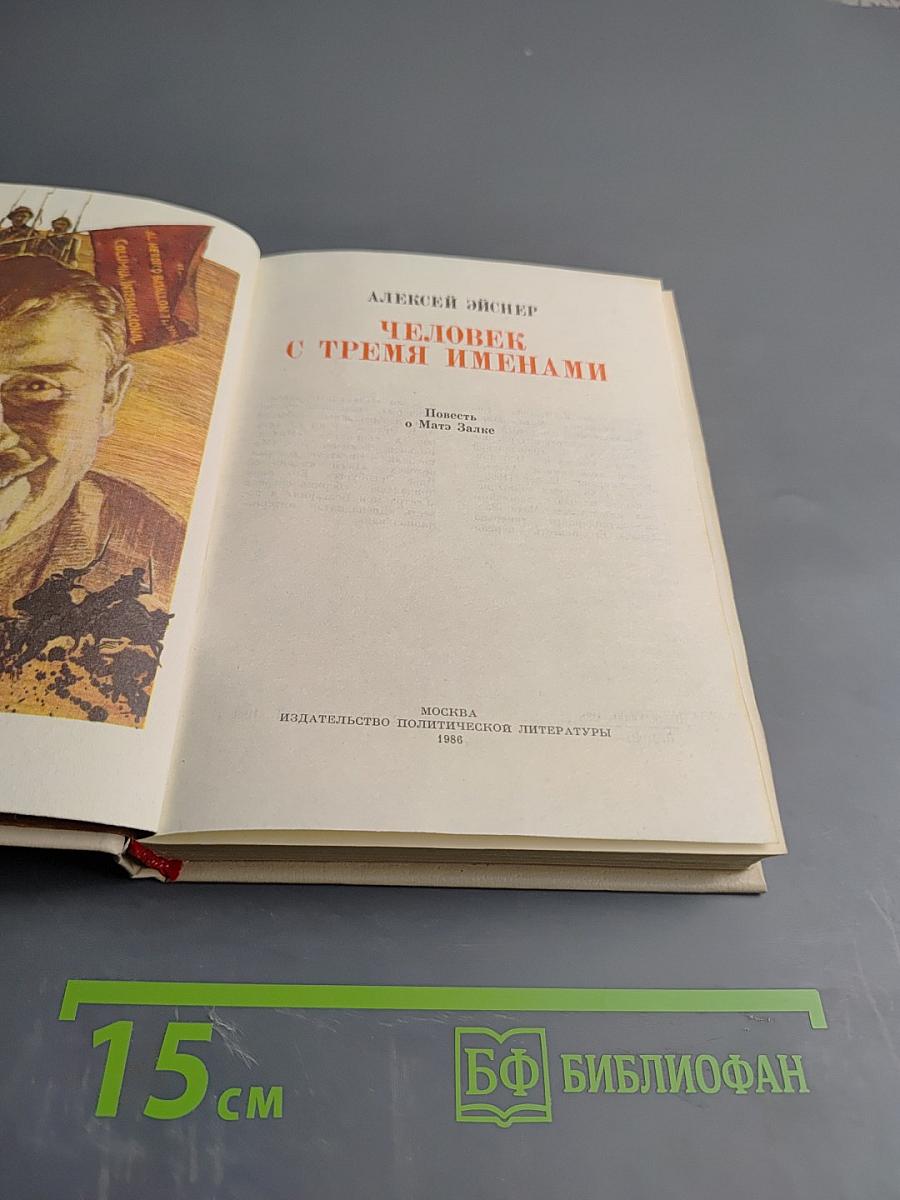 АЛЕКСЕЙ ЭЙСНЕР
ЧЕЛОВЕК
С ТРЕМЯ ИМЕНАМИ
Повесть
о Матэ Залке
МОСКВА
ИЗДАТЕЛЬСТВО ПОЛИТИЧЕСКОЙ ЛИТЕРАТУРЫ
1986
15 см
БФ БИБЛИОФАН